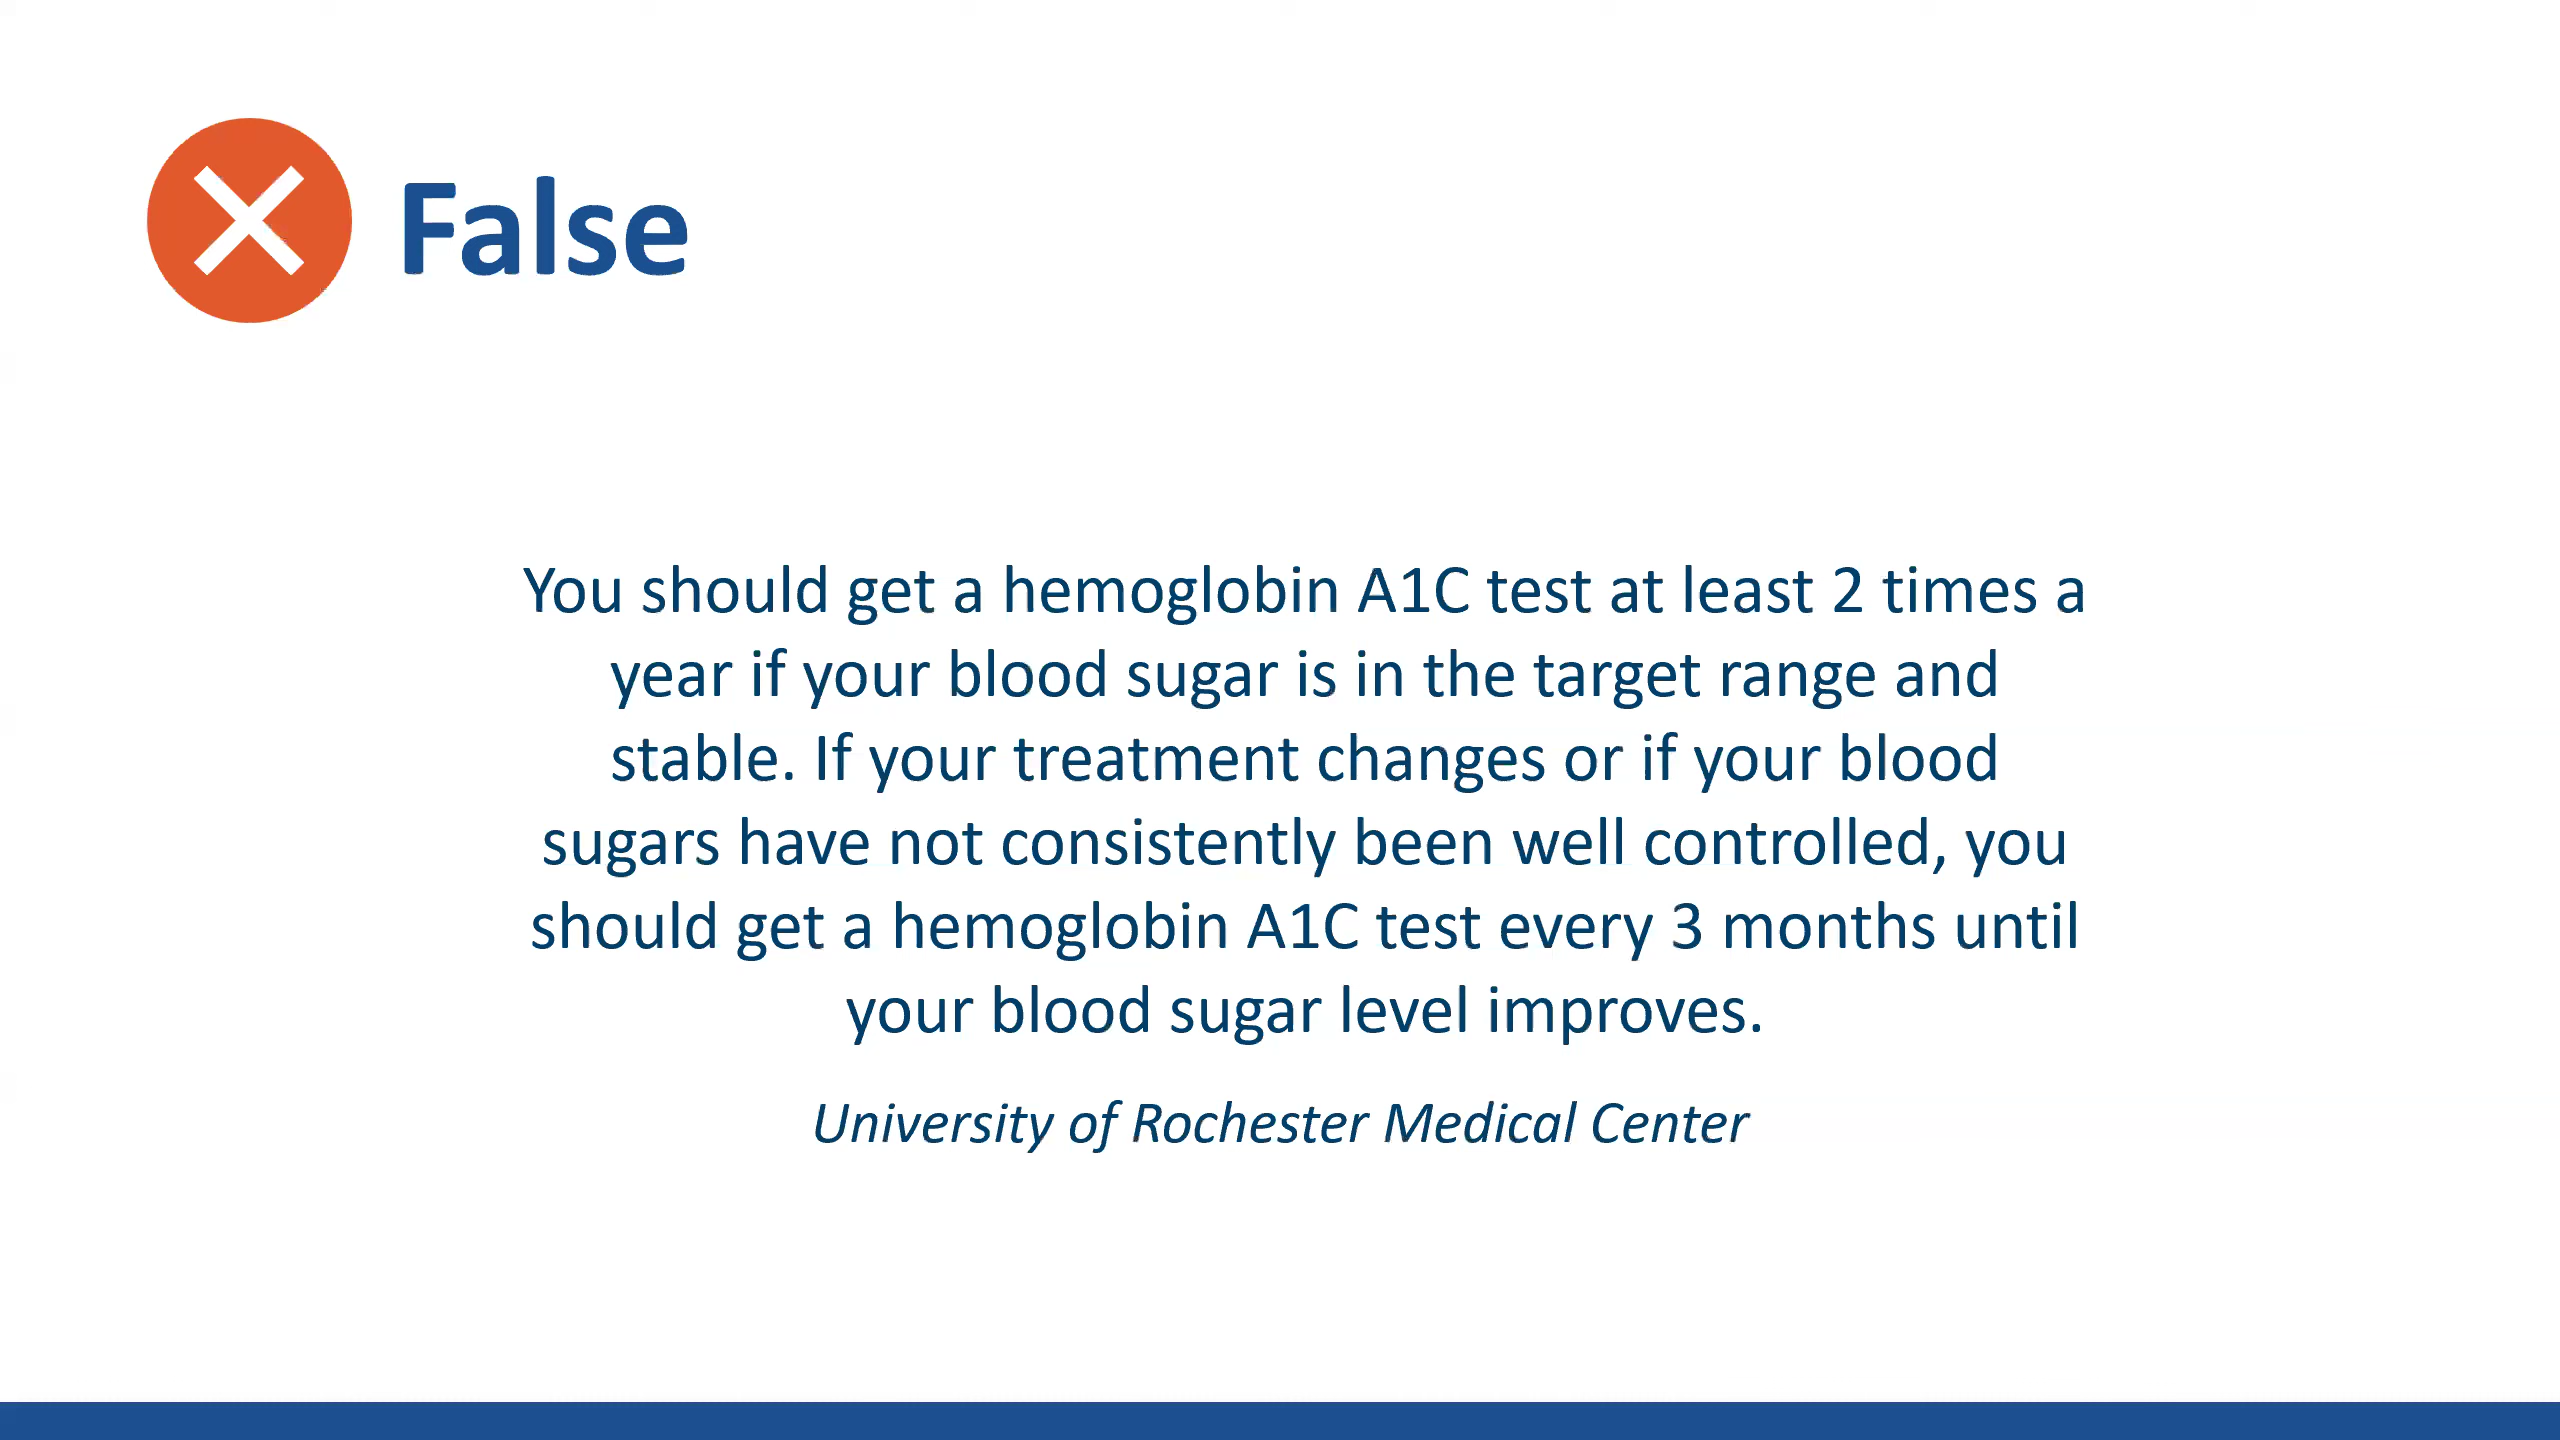 False
You should get a hemoglobin A1C test at least 2 times a
year if your blood sugar is in the target range and
stable. If your treatment changes or if your blood
sugars have not consistently been well controlled, you
should get a hemoglobin A1C test every 3 months until
your blood sugar level improves.
University of Rochester Medical Center